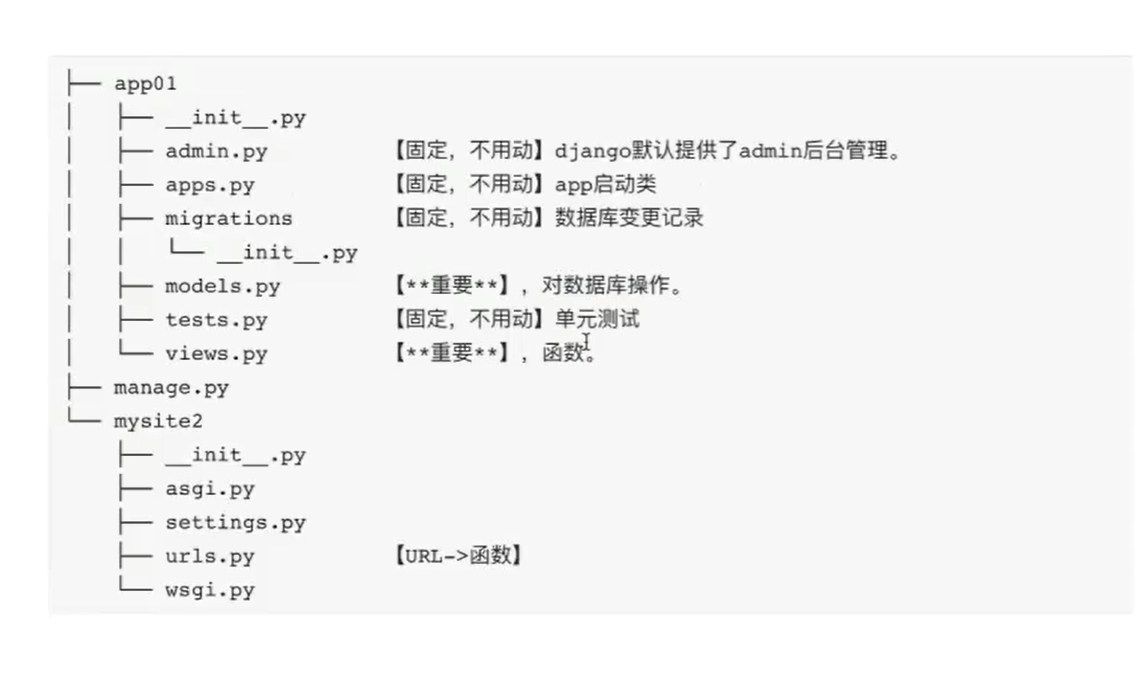 ├── app01
│   ├── __init__.py
│   ├── admin.py         【固定，不用动】django默认提供了admin后台管理。
│   ├── apps.py          【固定，不用动】app启动类
│   ├── migrations       【固定，不用动】数据库变更记录
│   │   └── __init__.py
│   ├── models.py        【**重要**】，对数据库操作。
│   ├── tests.py         【固定，不用动】单元测试
│   └── views.py         【**重要**】，函数。
├── manage.py
└── mysite2
    ├── __init__.py
    ├── asgi.py
    ├── settings.py
    ├── urls.py          【URL->函数】
    └── wsgi.py